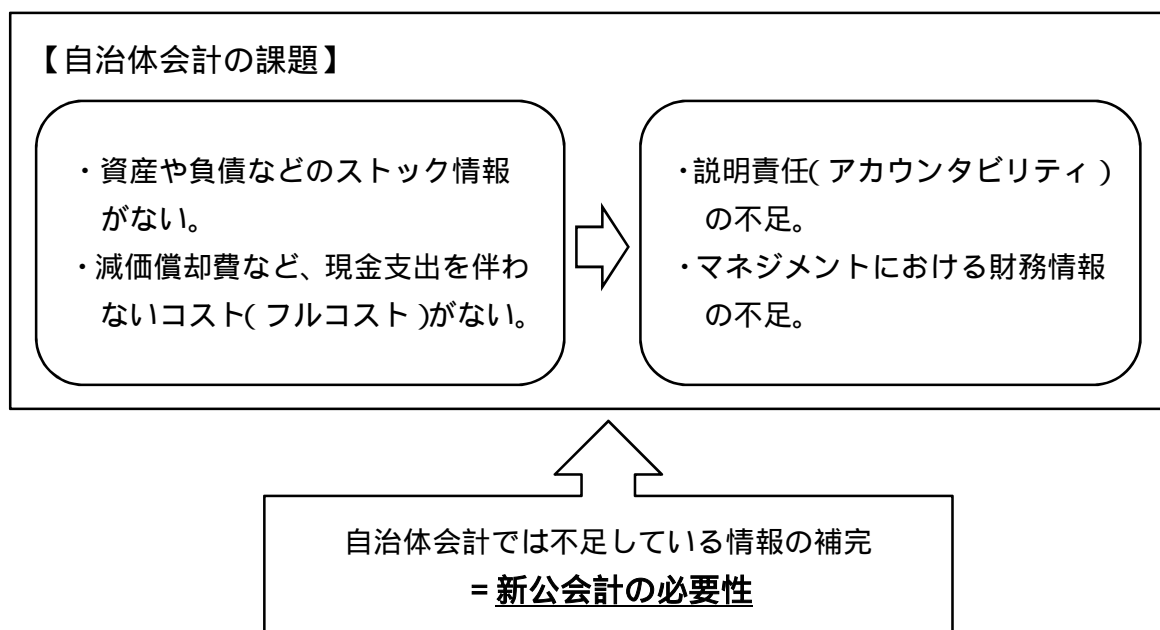 【自治体会計の課題】
・資産や負債などのストック情報
がない。
・減価償却費など、現金支出を伴わ
ないコスト(フルコスト)がない。
・説明責任(アカウンタビリティ)
の不足。
・マネジメントにおける財務情報
の不足。
自治体会計では不足している情報の補完
=新公会計の必要性